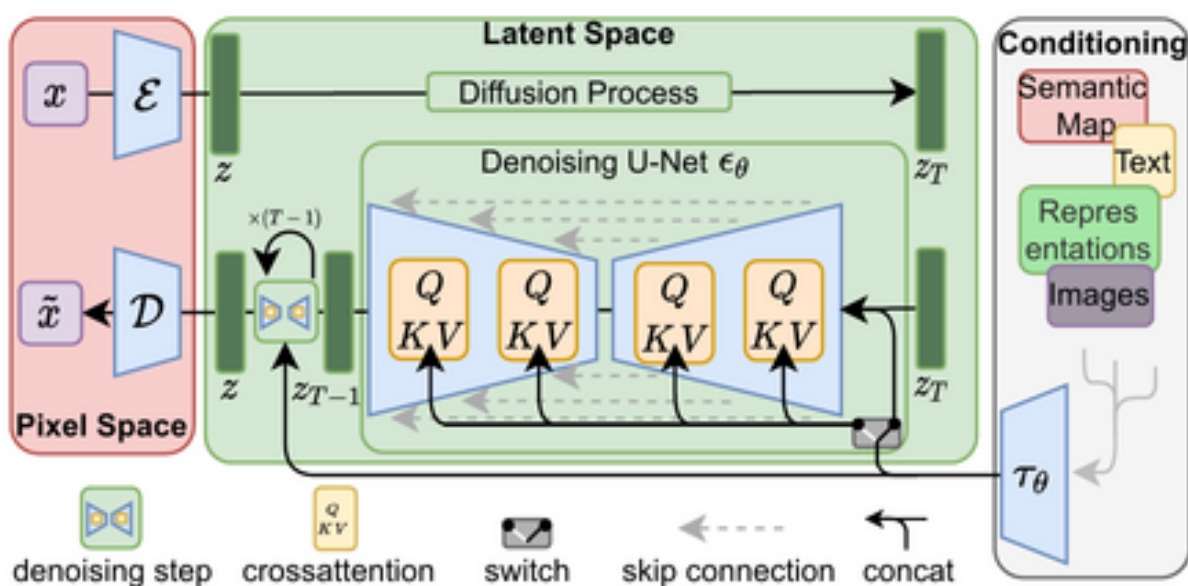 Latent Space
Conditioning
x
ℰ
Diffusion Process
Semantic
Map
Text
z
z_T
Denoising U-Net ϵ_θ
×(T−1)
Repres
entations
Images
x̃
𝒟
Q
KV
Q
KV
Q
KV
Q
KV
z
z_{T−1}
z_T
Pixel Space
τ_θ
Q
KV
denoising step
crossattention
switch
skip connection
concat